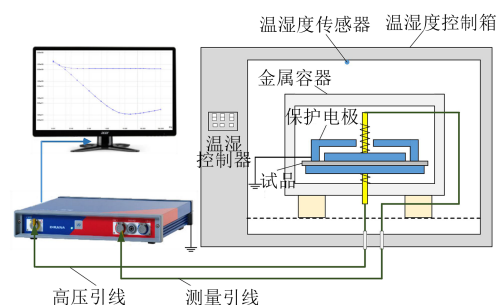 温湿度传感器
温湿度控制箱
金属容器
保护电极
温湿
控制器
试品
高压引线
测量引线